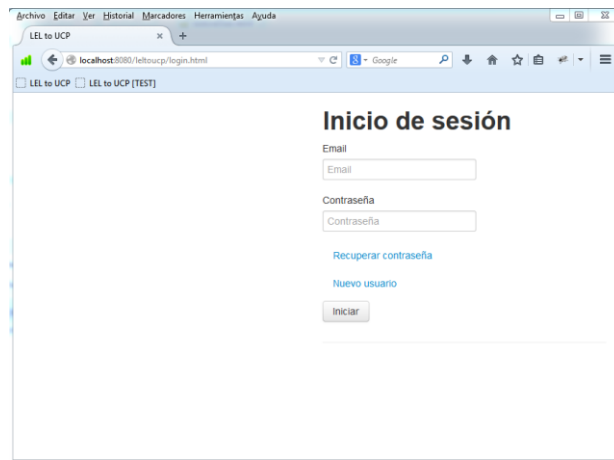 Archivo Editar Ver Historial Marcadores Herramientas Ayuda
LEL to UCP
localhost:8080/leltoucp/login.html
Google
LEL to UCP LEL to UCP [TEST]
Inicio de sesión
Email
Email
Contraseña
Contraseña
Recuperar contraseña
Nuevo usuario
Iniciar